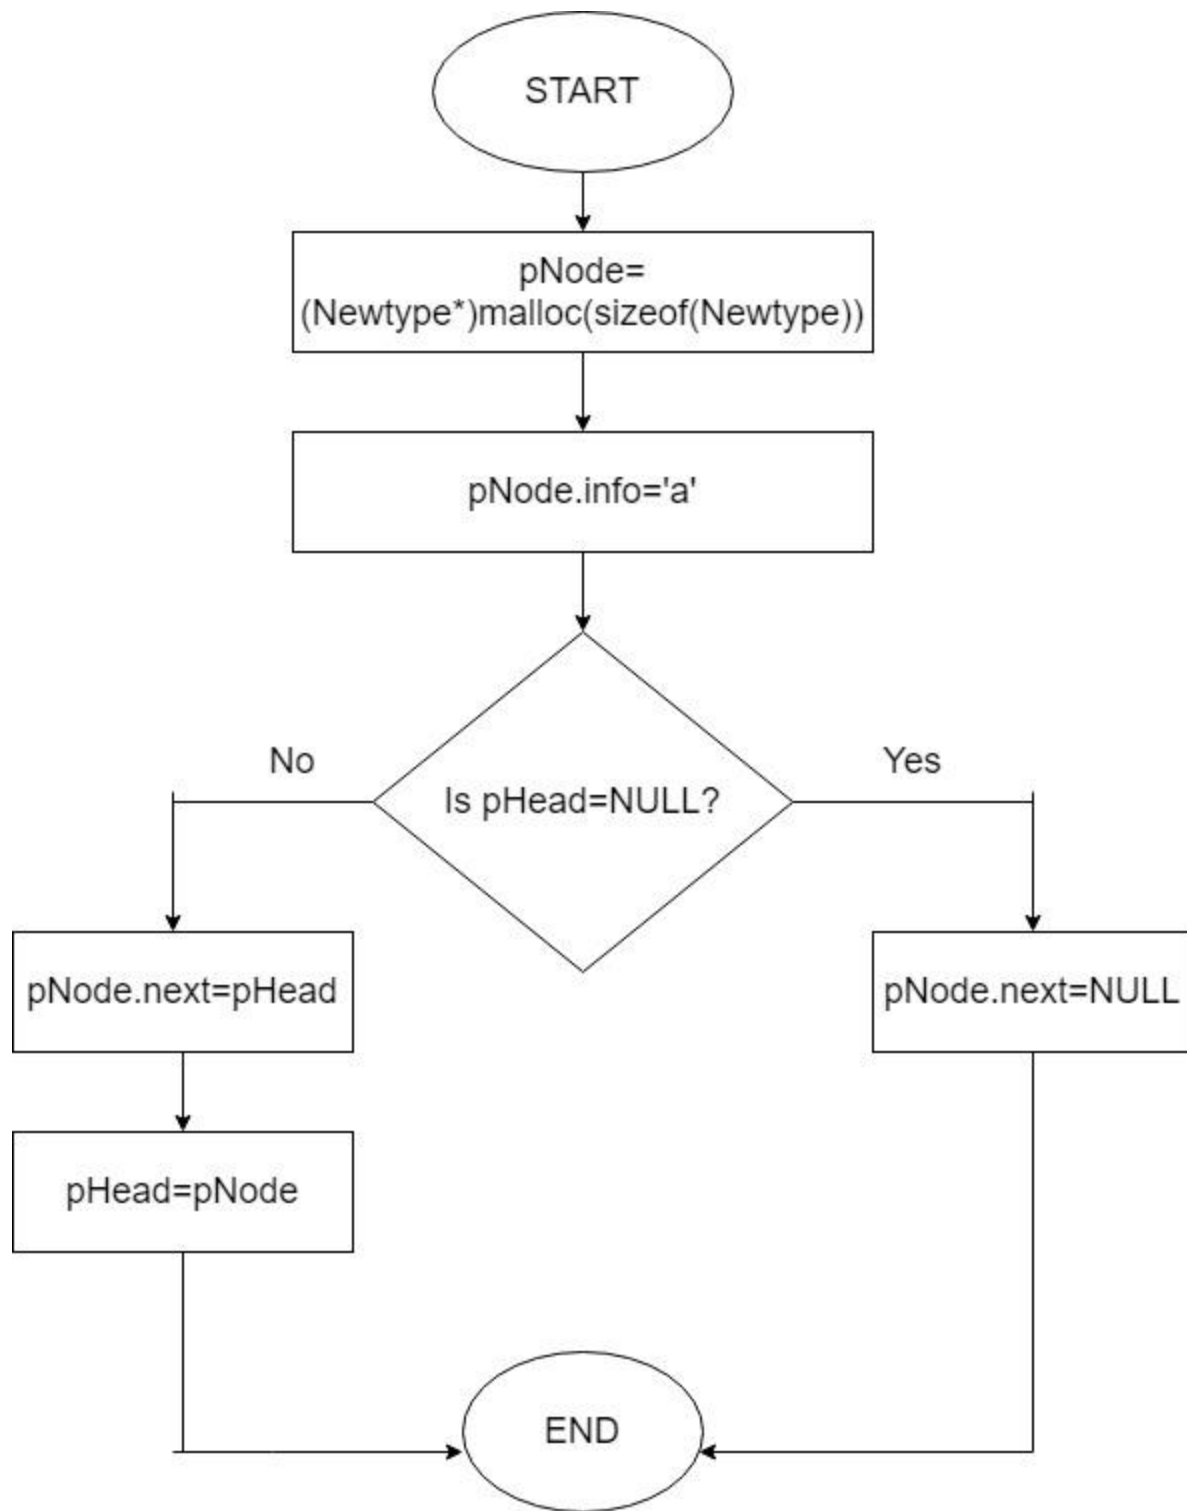 START
pNode=
(Newtype*)malloc(sizeof(Newtype))
pNode.info='a'
No
Yes
Is pHead=NULL?
pNode.next=pHead
pNode.next=NULL
pHead=pNode
END